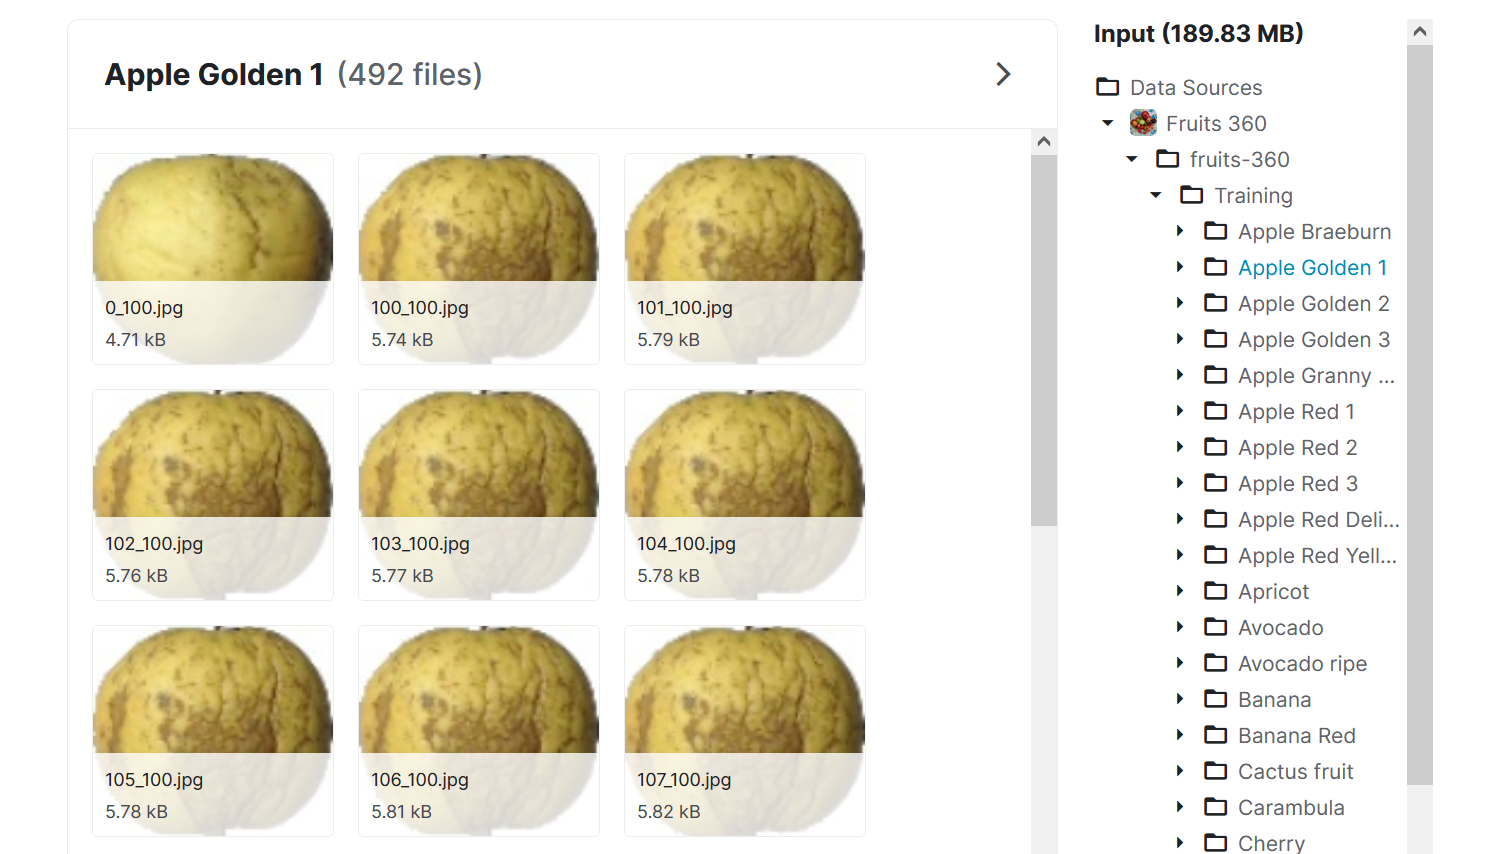 Apple Golden 1 (492 files)
0_100.jpg
4.71 kB
100_100.jpg
5.74 kB
101_100.jpg
5.79 kB
102_100.jpg
5.76 kB
103_100.jpg
5.77 kB
104_100.jpg
5.78 kB
105_100.jpg
5.78 kB
106_100.jpg
5.81 kB
107_100.jpg
5.82 kB
Input (189.83 MB)
Data Sources
Fruits 360
fruits-360
Training
Apple Braeburn
Apple Golden 1
Apple Golden 2
Apple Golden 3
Apple Granny ...
Apple Red 1
Apple Red 2
Apple Red 3
Apple Red Deli...
Apple Red Yell...
Apricot
Avocado
Avocado ripe
Banana
Banana Red
Cactus fruit
Carambula
Cherry